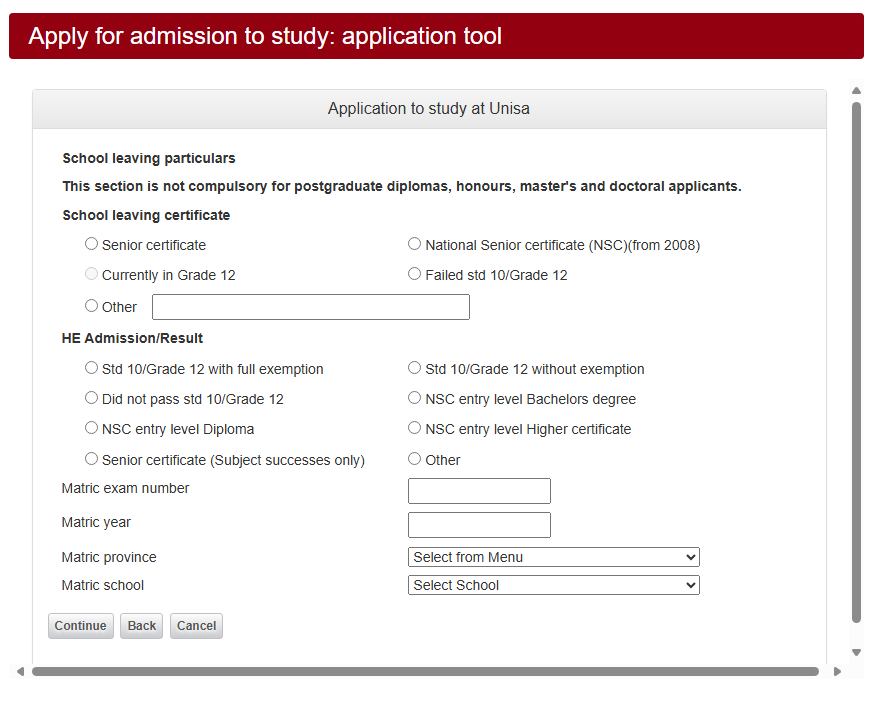 Apply for admission to study: application tool
Application to study at Unisa
School leaving particulars
This section is not compulsory for postgraduate diplomas, honours, master's and doctoral applicants.
School leaving certificate
Senior certificate National Senior certificate (NSC)(from 2008)
Currently in Grade 12 Failed std 10/Grade 12
Other
HE Admission/Result
Std 10/Grade 12 with full exemption Std 10/Grade 12 without exemption
Did not pass std 10/Grade 12 NSC entry level Bachelors degree
NSC entry level Diploma NSC entry level Higher certificate
Senior certificate (Subject successes only) Other
Matric exam number
Matric year
Matric province Select from Menu
Matric school Select School
Continue Back Cancel